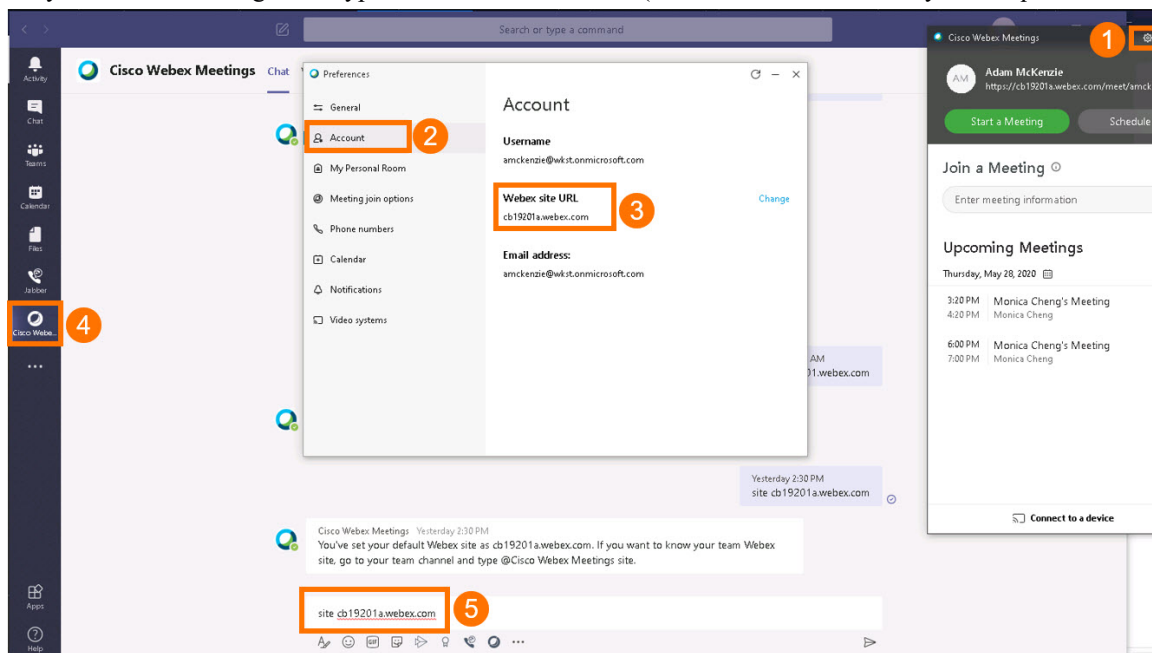 Search or type a command
Cisco Webex Meetings
1
Activity
Cisco Webex Meetings Chat
Preferences
AM
Adam McKenzie
https://cb19201a.webex.com/meet/amck
General
Account
Chat
Start a Meeting
Schedule
Account
2
Username
amckenzie@wkst.onmicrosoft.com
Teams
My Personal Room
Join a Meeting
Calendar
Meeting join options
Webex site URL
Change
Enter meeting information
cb19201a.webex.com
3
Phone numbers
Files
Upcoming Meetings
Calendar
Email address:
amckenzie@wkst.onmicrosoft.com
Thursday, May 28, 2020
Jabber
Notifications
3:20 PM Monica Cheng's Meeting
4:20 PM Monica Cheng
Video systems
Cisco Webe...
4
6:00 PM Monica Cheng's Meeting
7:00 PM Monica Cheng
AM
1.webex.com
Yesterday 2:30 PM
site cb19201a.webex.com
Connect to a device
Cisco Webex Meetings Yesterday 2:30 PM
You've set your default Webex site as cb19201a.webex.com. If you want to know your team Webex
site, go to your team channel and type @Cisco Webex Meetings site.
Apps
site cb19201a.webex.com
5
GIF
Help